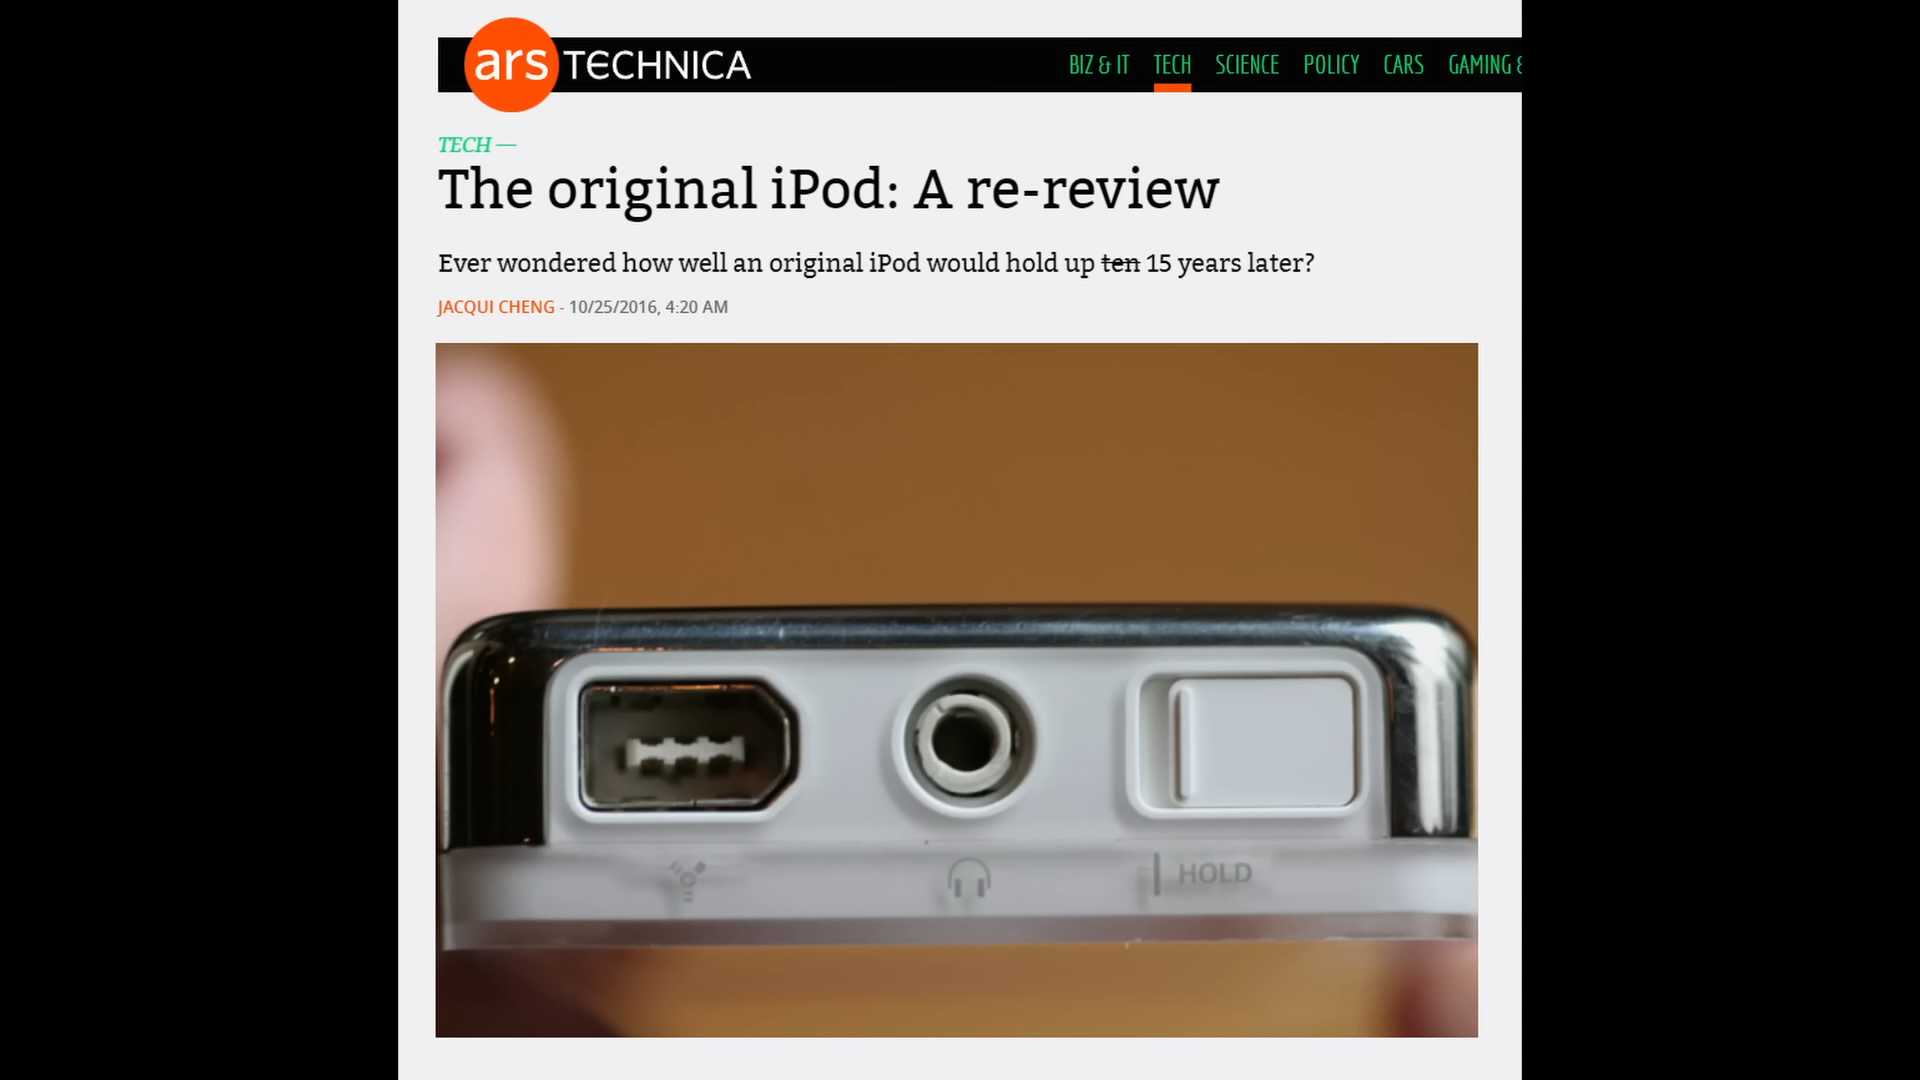 ars TECHNICA
BIZ & IT TECH SCIENCE POLICY CARS GAMING &
TECH —
The original iPod: A re-review
Ever wondered how well an original iPod would hold up ten 15 years later?
JACQUI CHENG - 10/25/2016, 4:20 AM
HOLD